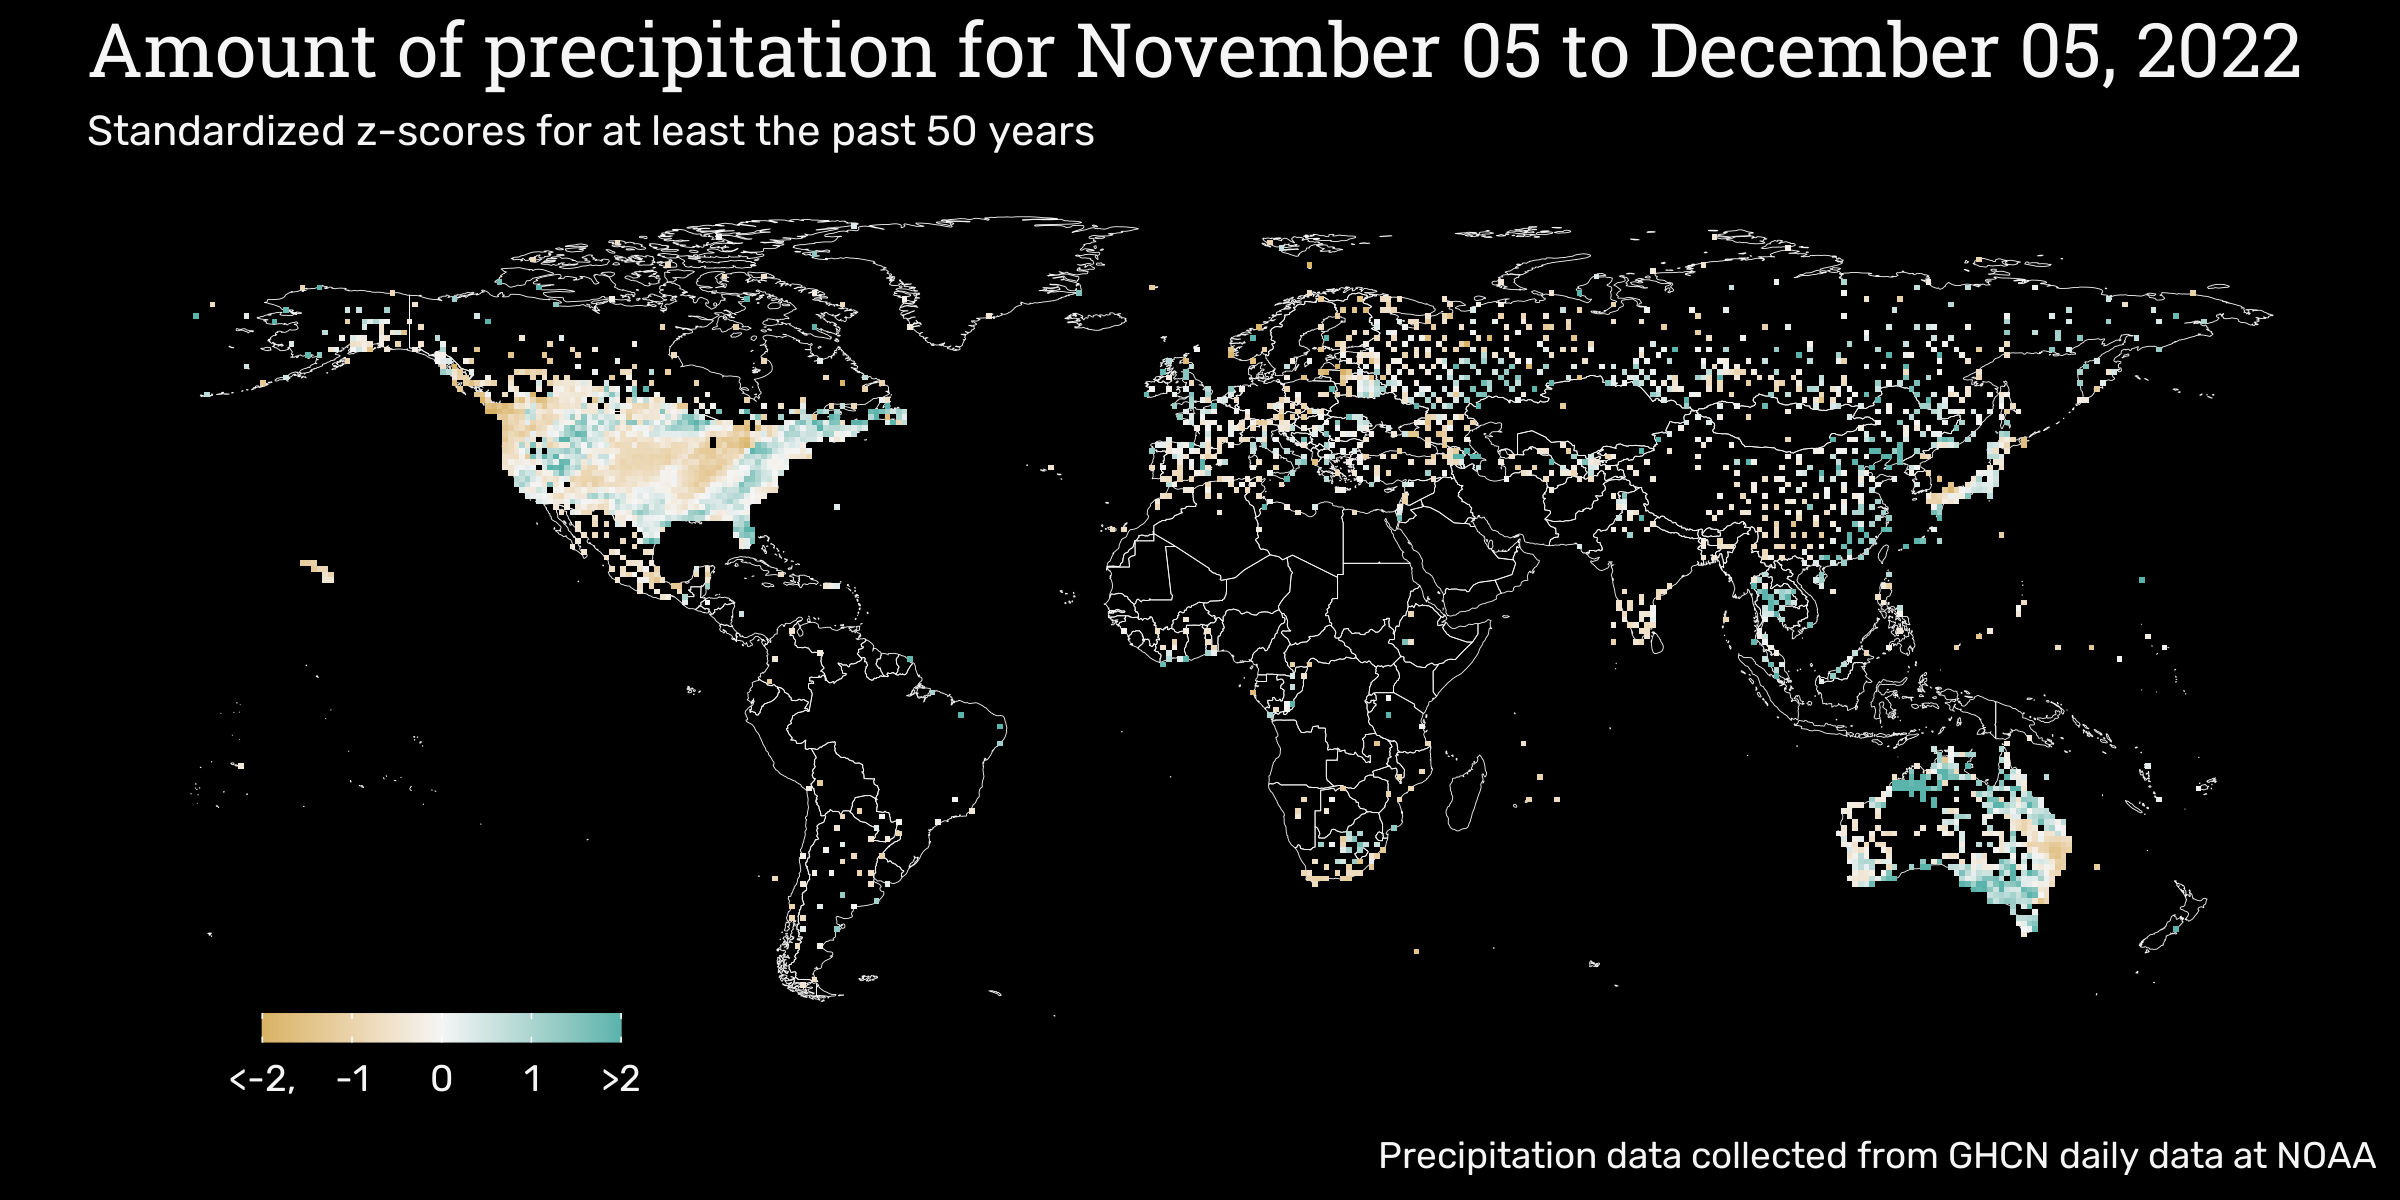 Amount of precipitation for November 05 to December 05, 2022
Standardized z-scores for at least the past 50 years
<-2, -1 0 1 >2
Precipitation data collected from GHCN daily data at NOAA